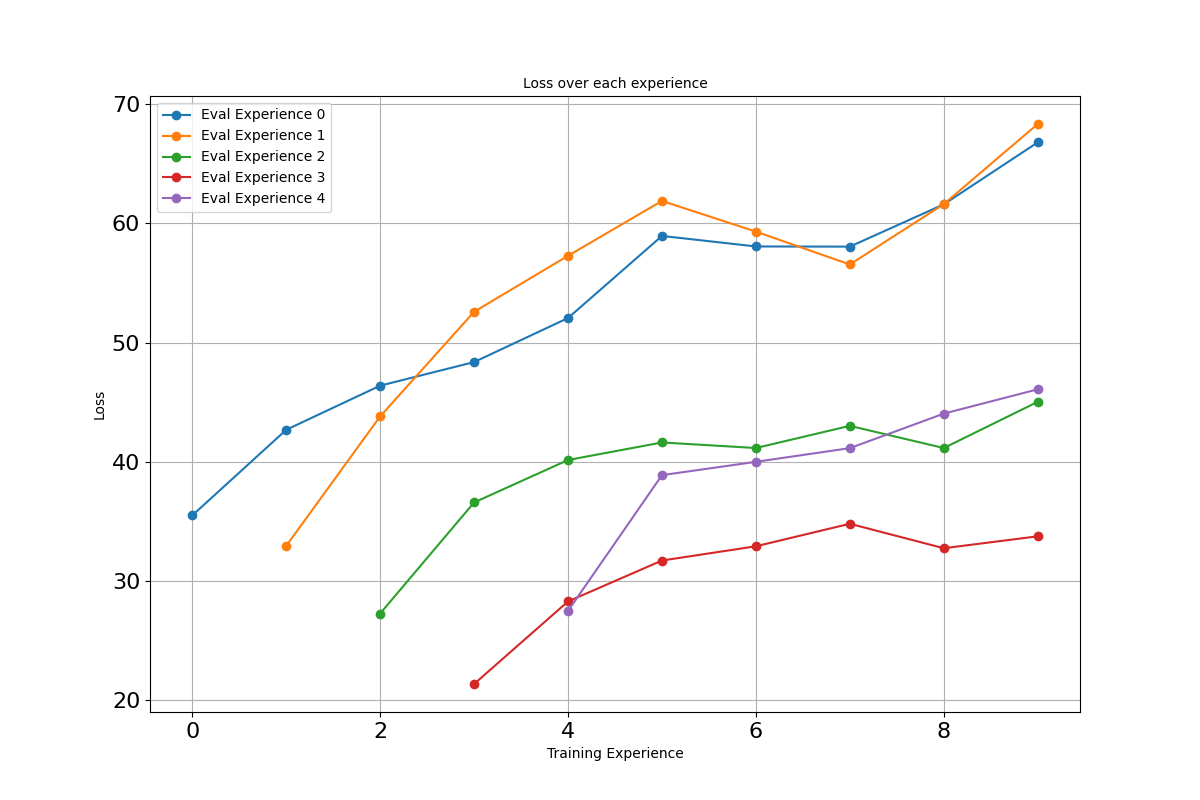 Loss over each experience
70
60
50
40
30
20
Loss
Eval Experience 0
Eval Experience 1
Eval Experience 2
Eval Experience 3
Eval Experience 4
0 2 4 6 8
Training Experience